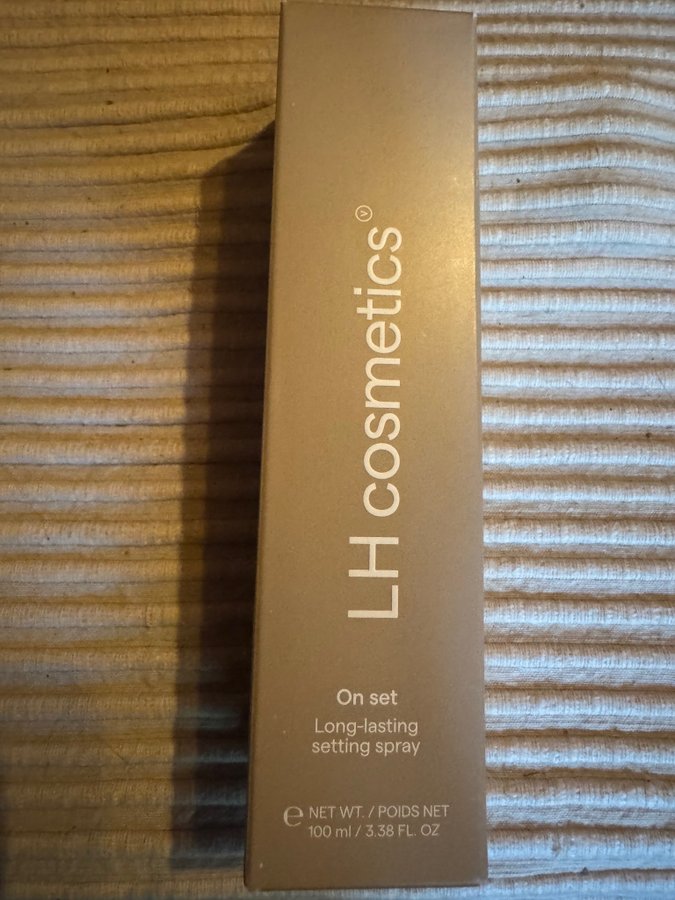 LH cosmetics Ⓥ
On set
Long-lasting
setting spray
℮ NET WT. / POIDS NET
100 ml / 3.38 FL. OZ